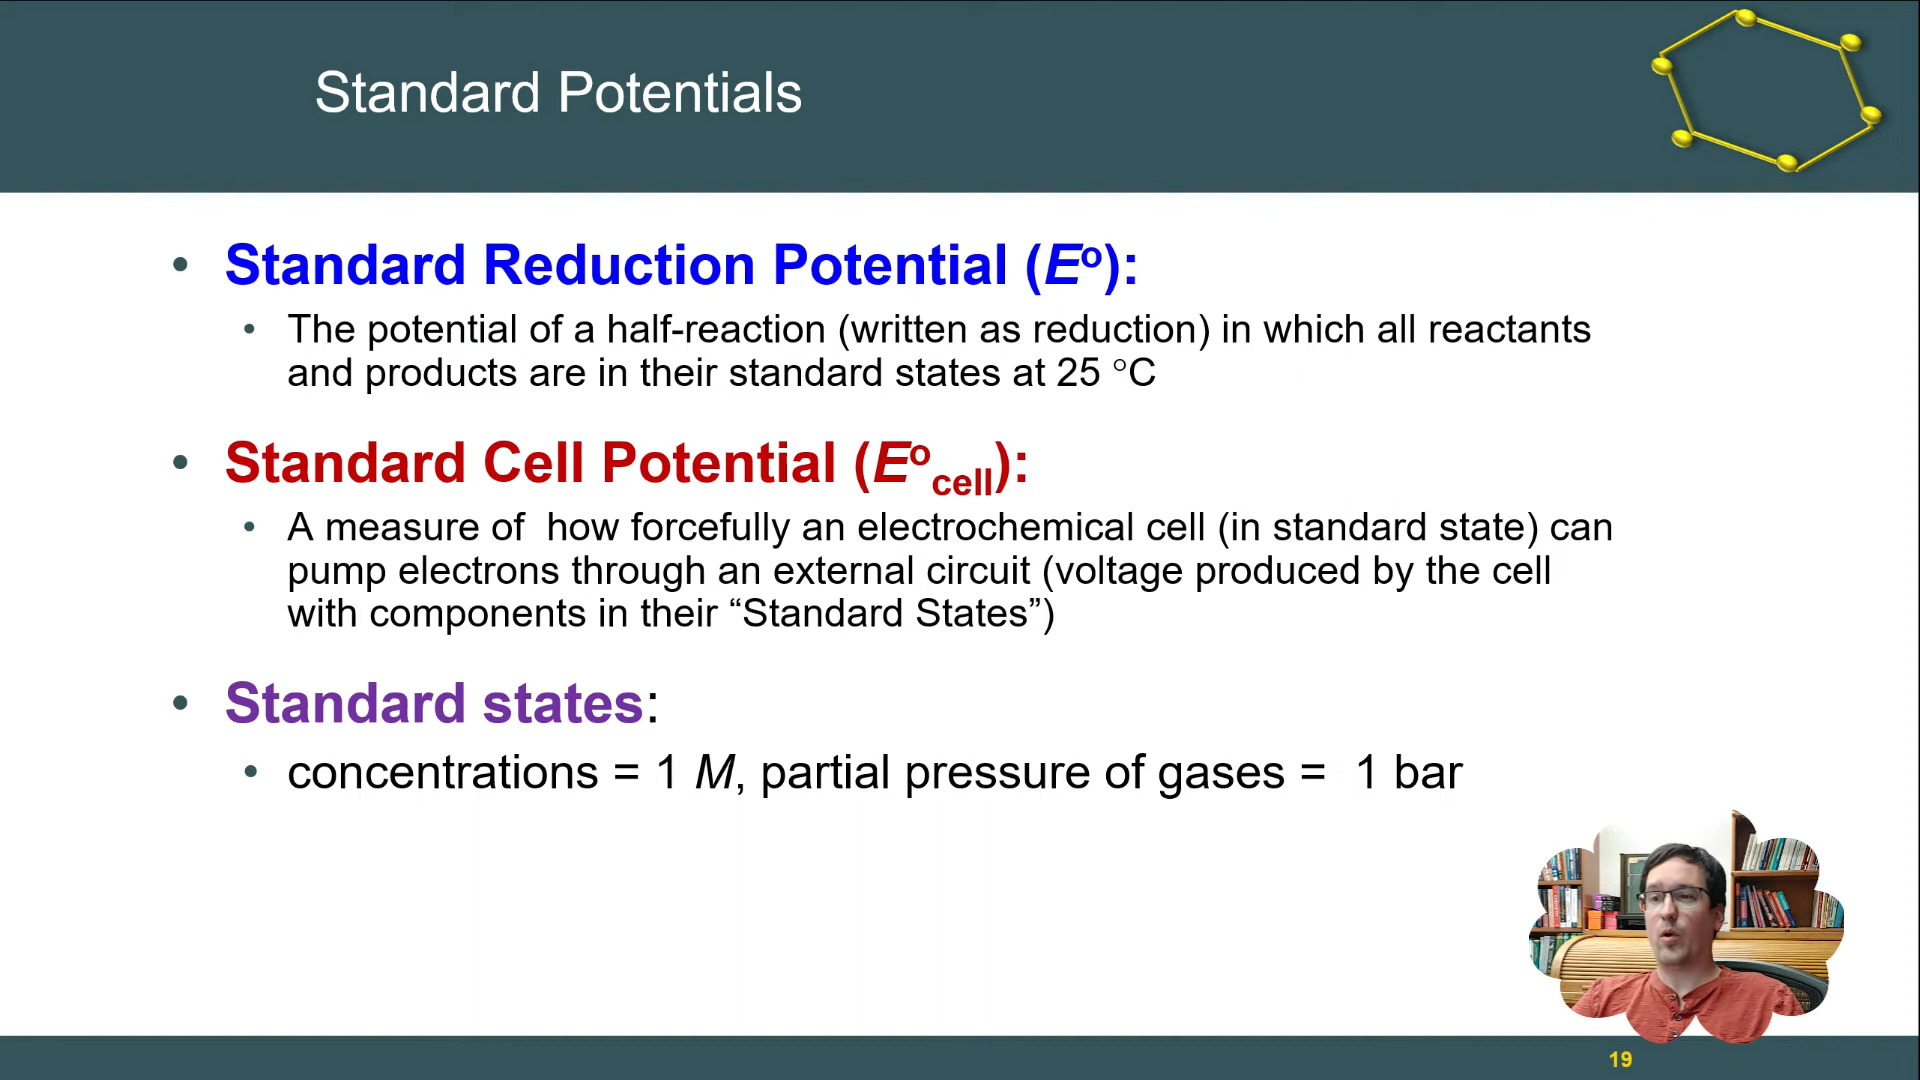 Standard Potentials
• Standard Reduction Potential (Eº):
• The potential of a half-reaction (written as reduction) in which all reactants
and products are in their standard states at 25 °C
• Standard Cell Potential (Eºcell):
• A measure of  how forcefully an electrochemical cell (in standard state) can
pump electrons through an external circuit (voltage produced by the cell
with components in their “Standard States”)
• Standard states:
• concentrations = 1 M, partial pressure of gases =  1 bar
19